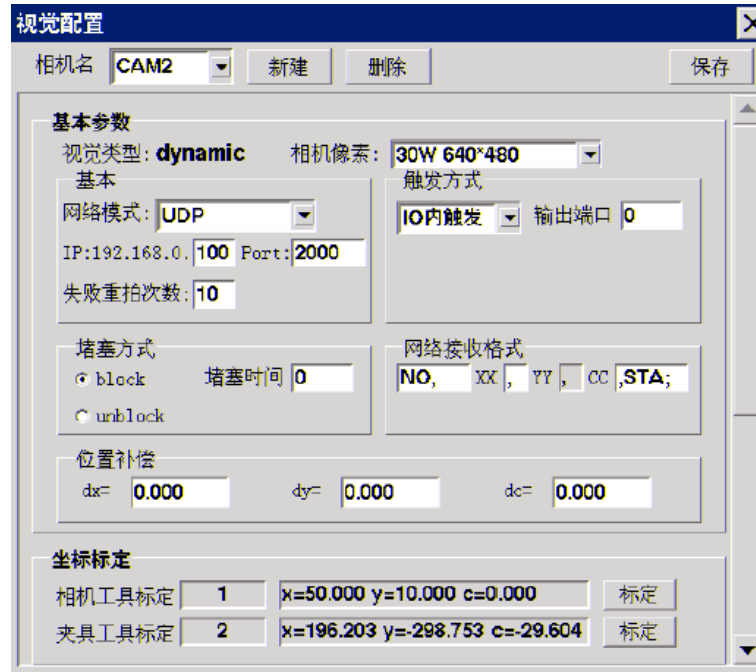 视觉配置
相机名 CAM2 新建 删除 保存
基本参数
视觉类型: dynamic 相机像素: 30W 640*480
基本 触发方式
网络模式: UDP IO内触发 输出端口 0
IP:192.168.0. 100 Port: 2000
失败重拍次数: 10
堵塞方式 网络接收格式
block 堵塞时间 0 NO, XX , YY , CC ,STA;
unblock
位置补偿
dx= 0.000 dy= 0.000 dc= 0.000
坐标标定
相机工具标定 1 x=50.000 y=10.000 c=0.000 标定
夹具工具标定 2 x=196.203 y=-298.753 c=-29.604 标定